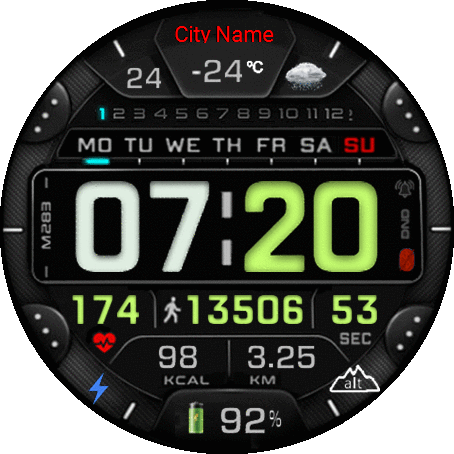 City Name
24 -24°C
1 2 3 4 5 6 7 8 9 10 11 12
MO TU WE TH FR SA SU
M283 07:20 DND
174 13506 53
SEC
98 3.25
KCAL KM
alt
92%